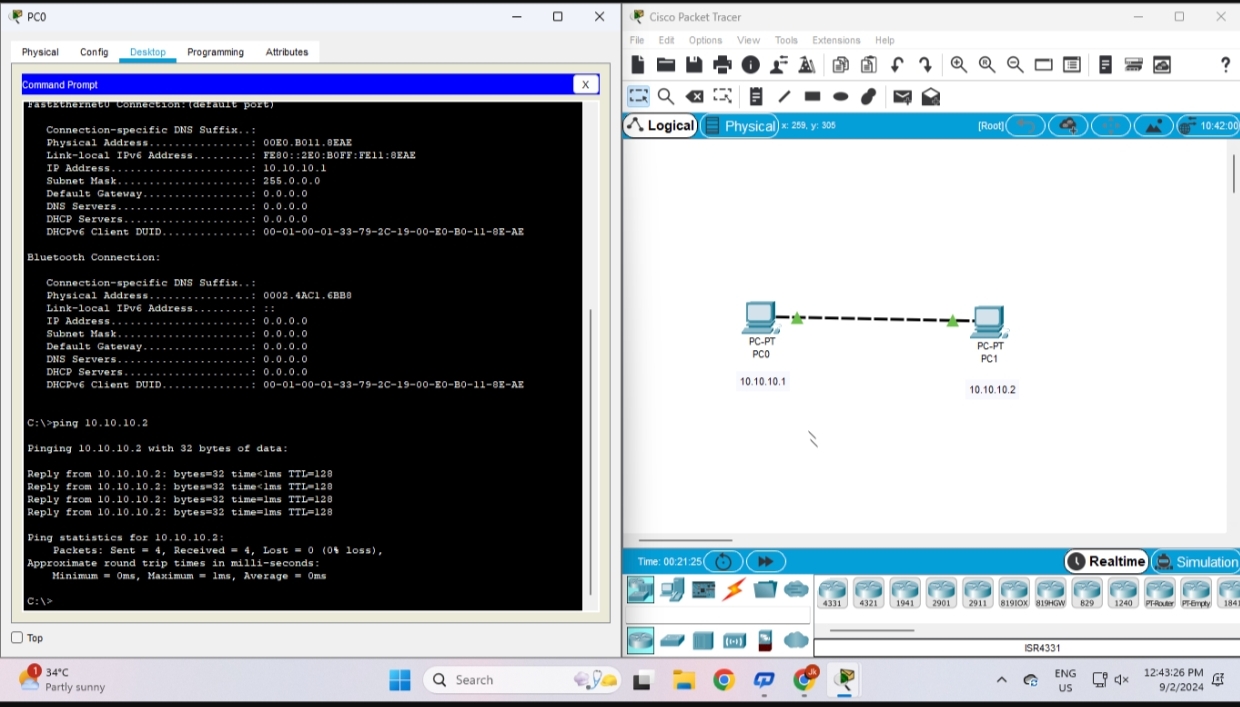 PC0
Physical Config Desktop Programming Attributes
Command Prompt
X
FastEthernet0 Connection:(default port)
Connection-specific DNS Suffix..:
Physical Address................: 00E0.B011.8EAE
Link-local IPv6 Address.........: FE80::2E0:B0FF:FE11:8EAE
IP Address......................: 10.10.10.1
Subnet Mask.....................: 255.0.0.0
Default Gateway.................: 0.0.0.0
DNS Servers.....................: 0.0.0.0
DHCP Servers....................: 0.0.0.0
DHCPv6 Client DUID..............: 00-01-00-01-33-79-2C-19-00-E0-B0-11-8E-AE
Bluetooth Connection:
Connection-specific DNS Suffix..:
Physical Address................: 0002.4AC1.6BB8
Link-local IPv6 Address.........: ::
IP Address......................: 0.0.0.0
Subnet Mask.....................: 0.0.0.0
Default Gateway.................: 0.0.0.0
DNS Servers.....................: 0.0.0.0
DHCP Servers....................: 0.0.0.0
DHCPv6 Client DUID..............: 00-01-00-01-33-79-2C-19-00-E0-B0-11-8E-AE
C:\>ping 10.10.10.2
Pinging 10.10.10.2 with 32 bytes of data:
Reply from 10.10.10.2: bytes=32 time<1ms TTL=128
Reply from 10.10.10.2: bytes=32 time<1ms TTL=128
Reply from 10.10.10.2: bytes=32 time=1ms TTL=128
Reply from 10.10.10.2: bytes=32 time=1ms TTL=128
Ping statistics for 10.10.10.2:
Packets: Sent = 4, Received = 4, Lost = 0 (0% loss),
Approximate round trip times in milli-seconds:
Minimum = 0ms, Maximum = 1ms, Average = 0ms
C:\>
Top
Cisco Packet Tracer
File Edit Options View Tools Extensions Help
Logical Physical x: 259, y: 305 [Root] 10:42:00
PC-PT
PC0
10.10.10.1
PC-PT
PC1
10.10.10.2
Time: 00:21:25 Realtime Simulation
4331 4321 1941 2901 2911 819IOX 819HGW 829 1240 PT-Router PT-Empty 1841
ISR4331
1
34°C
Partly sunny
Search
ENG
US
12:43:26 PM
9/2/2024